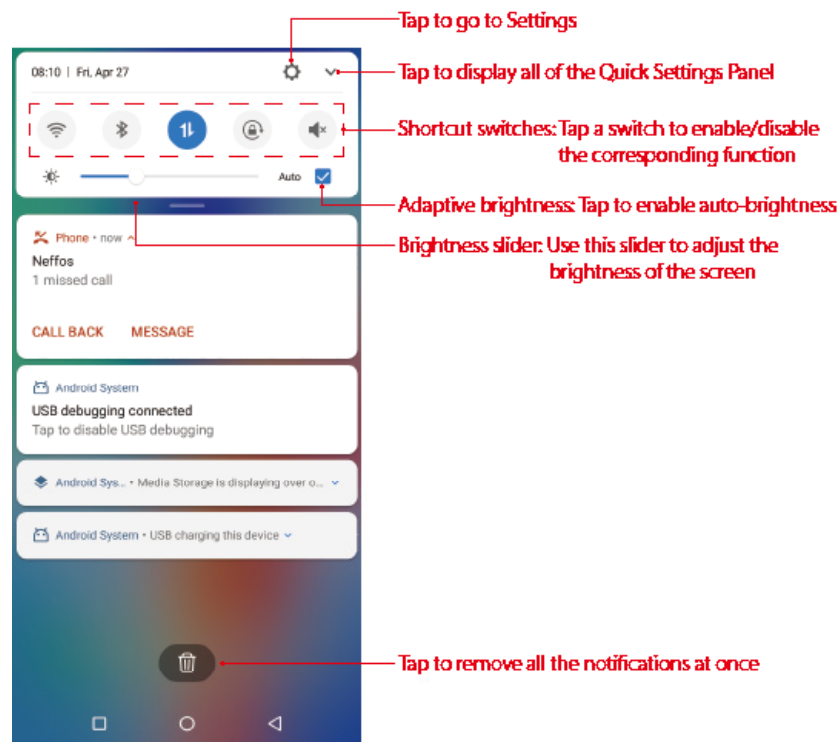 Tap to go to Settings
08:10 | Fri, Apr 27
Tap to display all of the Quick Settings Panel
Shortcut switches: Tap a switch to enable/disable
the corresponding function
Auto
Adaptive brightness: Tap to enable auto-brightness
Brightness slider: Use this slider to adjust the
brightness of the screen
Phone • now
Neffos
1 missed call
CALL BACK MESSAGE
Android System
USB debugging connected
Tap to disable USB debugging
Android Sys... • Media Storage is displaying over o...
Android System • USB charging this device
Tap to remove all the notifications at once